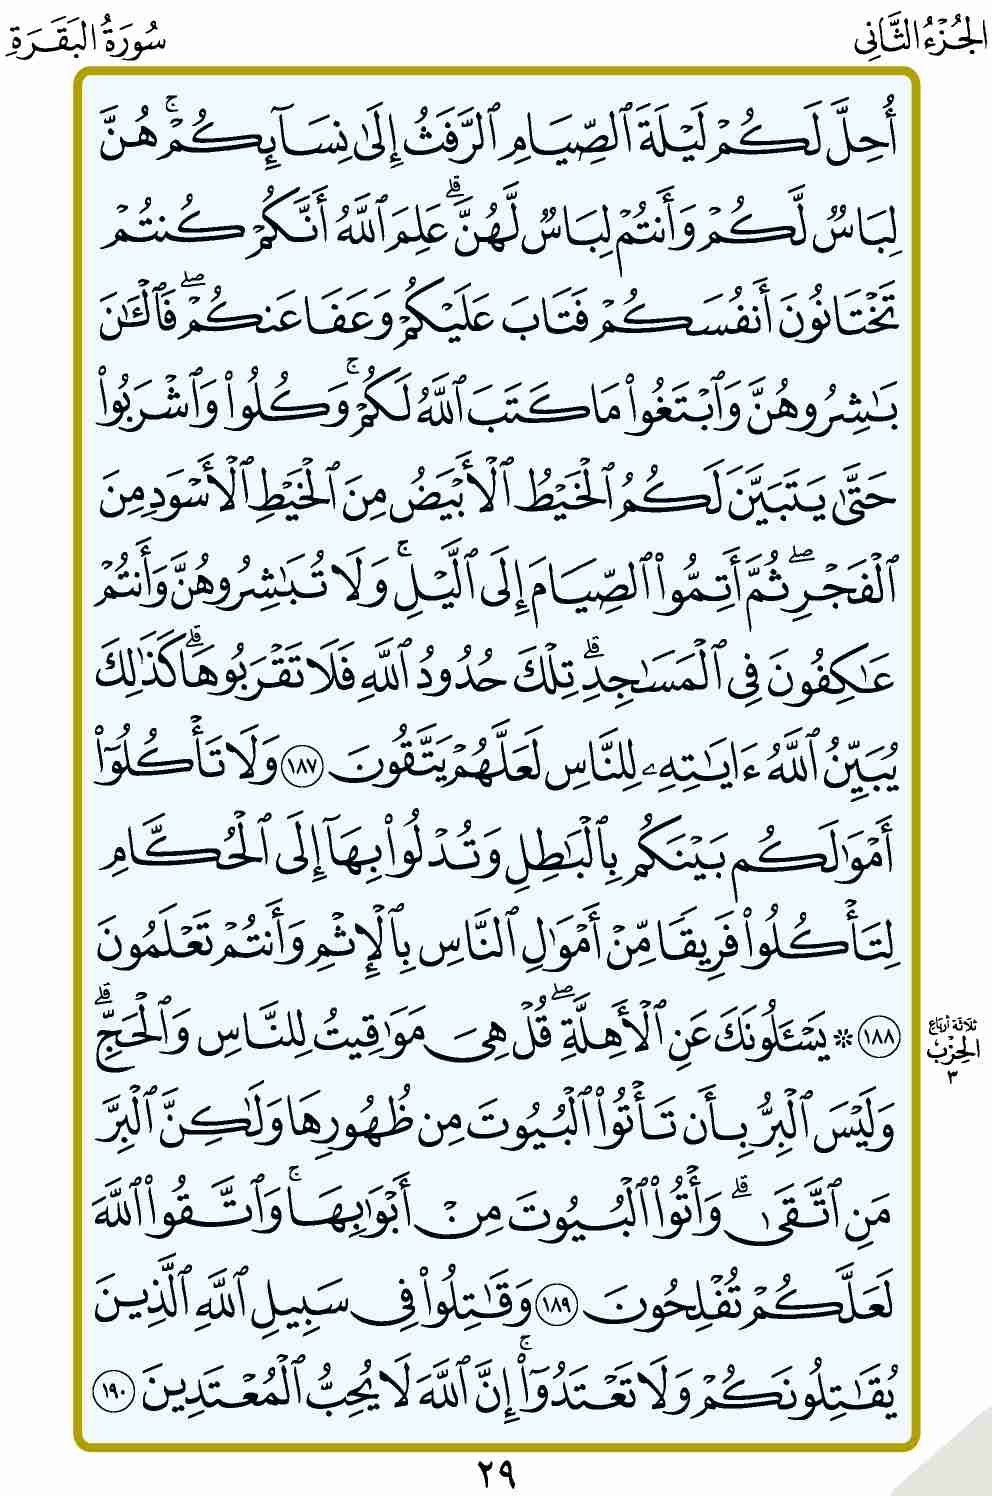 الجُزْءُ الثَّانِي
سُورَةُ البَقَرَةِ
أُحِلَّ لَكُمْ لَيْلَةَ ٱلصِّيَامِ ٱلرَّفَثُ إِلَىٰ نِسَآئِكُمْۚ هُنَّ
لِبَاسٌ لَّكُمْ وَأَنتُمْ لِبَاسٌ لَّهُنَّۗ عَلِمَ ٱللَّهُ أَنَّكُمْ كُنتُمْ
تَخْتَانُونَ أَنفُسَكُمْ فَتَابَ عَلَيْكُمْ وَعَفَا عَنكُمْۖ فَٱلْـَٰٔنَ
بَـٰشِرُوهُنَّ وَٱبْتَغُوا۟ مَا كَتَبَ ٱللَّهُ لَكُمْۚ وَكُلُوا۟ وَٱشْرَبُوا۟
حَتَّىٰ يَتَبَيَّنَ لَكُمُ ٱلْخَيْطُ ٱلْأَبْيَضُ مِنَ ٱلْخَيْطِ ٱلْأَسْوَدِ مِنَ
ٱلْفَجْرِۖ ثُمَّ أَتِمُّوا۟ ٱلصِّيَامَ إِلَى ٱلَّيْلِۚ وَلَا تُبَـٰشِرُوهُنَّ وَأَنتُمْ
عَـٰكِفُونَ فِي ٱلْمَسَـٰجِدِۗ تِلْكَ حُدُودُ ٱللَّهِ فَلَا تَقْرَبُوهَاۗ كَذَٰلِكَ
يُبَيِّنُ ٱللَّهُ ءَايَـٰتِهِۦ لِلنَّاسِ لَعَلَّهُمْ يَتَّقُونَ ١٨٧ وَلَا تَأْكُلُوٓا۟
أَمْوَٰلَكُم بَيْنَكُم بِٱلْبَـٰطِلِ وَتُدْلُوا۟ بِهَآ إِلَى ٱلْحُكَّامِ
لِتَأْكُلُوا۟ فَرِيقًا مِّنْ أَمْوَٰلِ ٱلنَّاسِ بِٱلْإِثْمِ وَأَنتُمْ تَعْلَمُونَ
١٨٨ ۞ يَسْـَٔلُونَكَ عَنِ ٱلْأَهِلَّةِۖ قُلْ هِيَ مَوَٰقِيتُ لِلنَّاسِ وَٱلْحَجِّۗ
ثلاثة أرباع
الحِزْب
٣
وَلَيْسَ ٱلْبِرُّ بِأَن تَأْتُوا۟ ٱلْبُيُوتَ مِن ظُهُورِهَا وَلَـٰكِنَّ ٱلْبِرَّ
مَنِ ٱتَّقَىٰۗ وَأْتُوا۟ ٱلْبُيُوتَ مِنْ أَبْوَٰبِهَاۚ وَٱتَّقُوا۟ ٱللَّهَ
لَعَلَّكُمْ تُفْلِحُونَ ١٨٩ وَقَـٰتِلُوا۟ فِي سَبِيلِ ٱللَّهِ ٱلَّذِينَ
يُقَـٰتِلُونَكُمْ وَلَا تَعْتَدُوٓا۟ۚ إِنَّ ٱللَّهَ لَا يُحِبُّ ٱلْمُعْتَدِينَ ١٩٠
٢٩